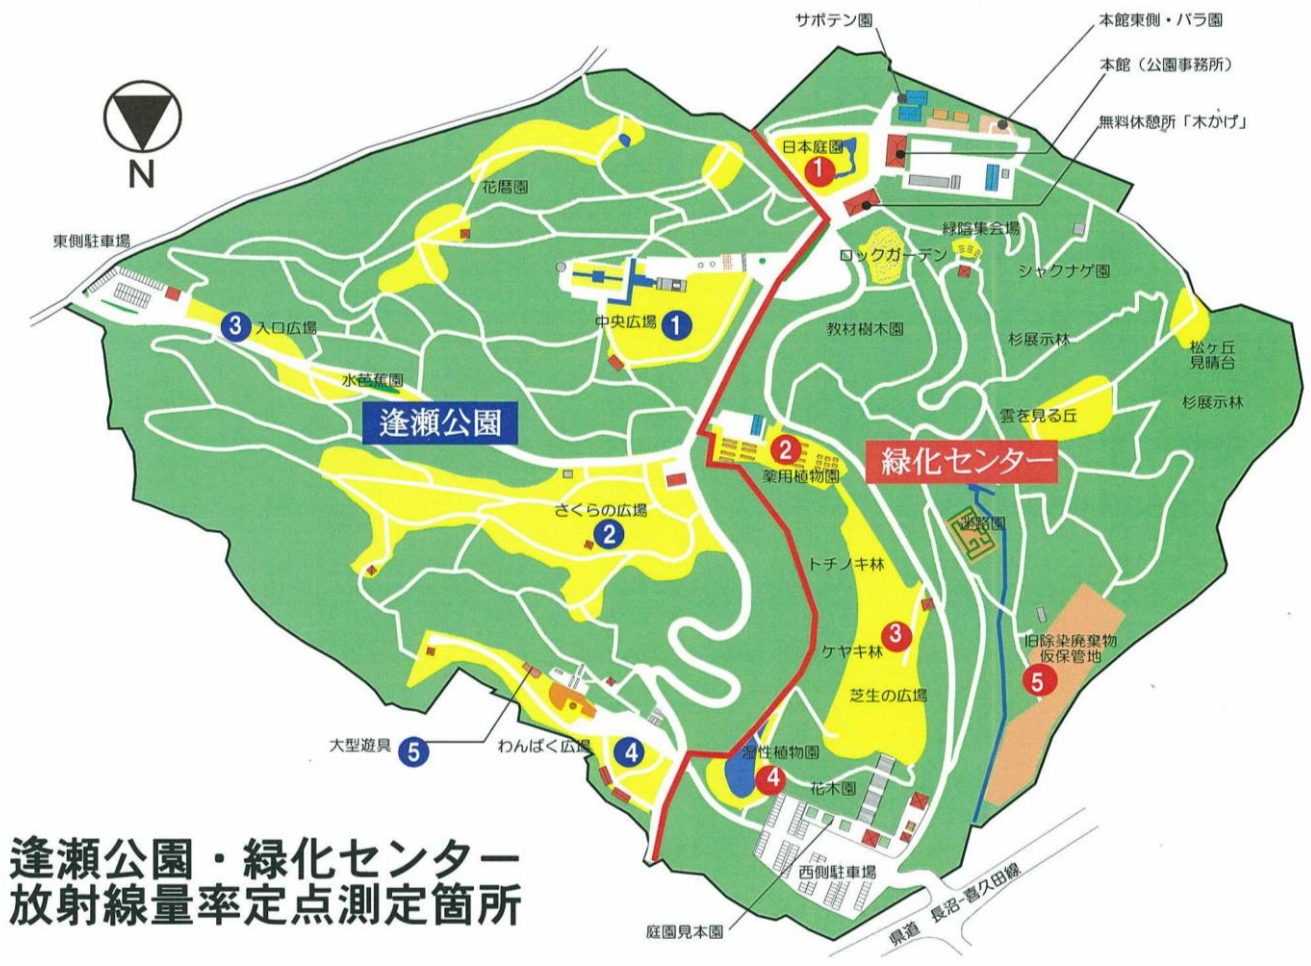 サボテン園
本館東側・バラ園
本館（公園事務所）
無料休憩所「木かげ」
N
日本庭園
1
花暦園
東側駐車場
緑陰集会場
ロックガーデン
シャクナゲ園
中央広場
1
3
入口広場
教材樹木園
杉展示林
松ヶ丘
見晴台
水芭蕉園
杉展示林
雲を見る丘
逢瀬公園
2
緑化センター
薬用植物園
さくらの広場
2
迷路園
トチノキ林
3
ケヤキ林
旧除染廃棄物
仮保管地
5
芝生の広場
大型遊具
5
わんぱく広場
4
湿性植物園
4
花木園
西側駐車場
庭園見本園
県道 長沼-喜久田線
逢瀬公園・緑化センター
放射線量率定点測定箇所